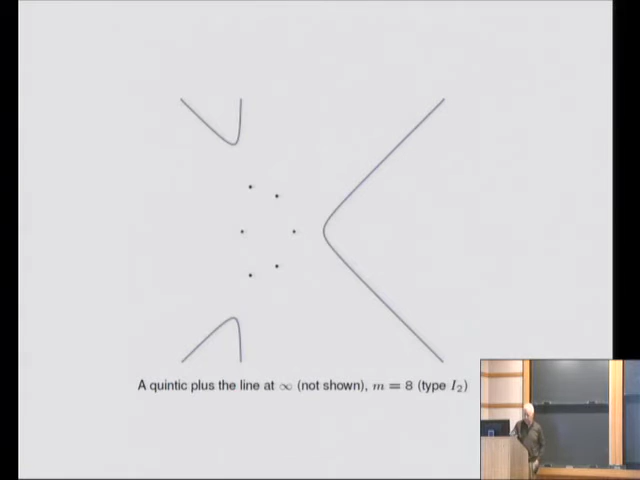 A quintic plus the line at ∞ (not shown), m = 8 (type I₂)